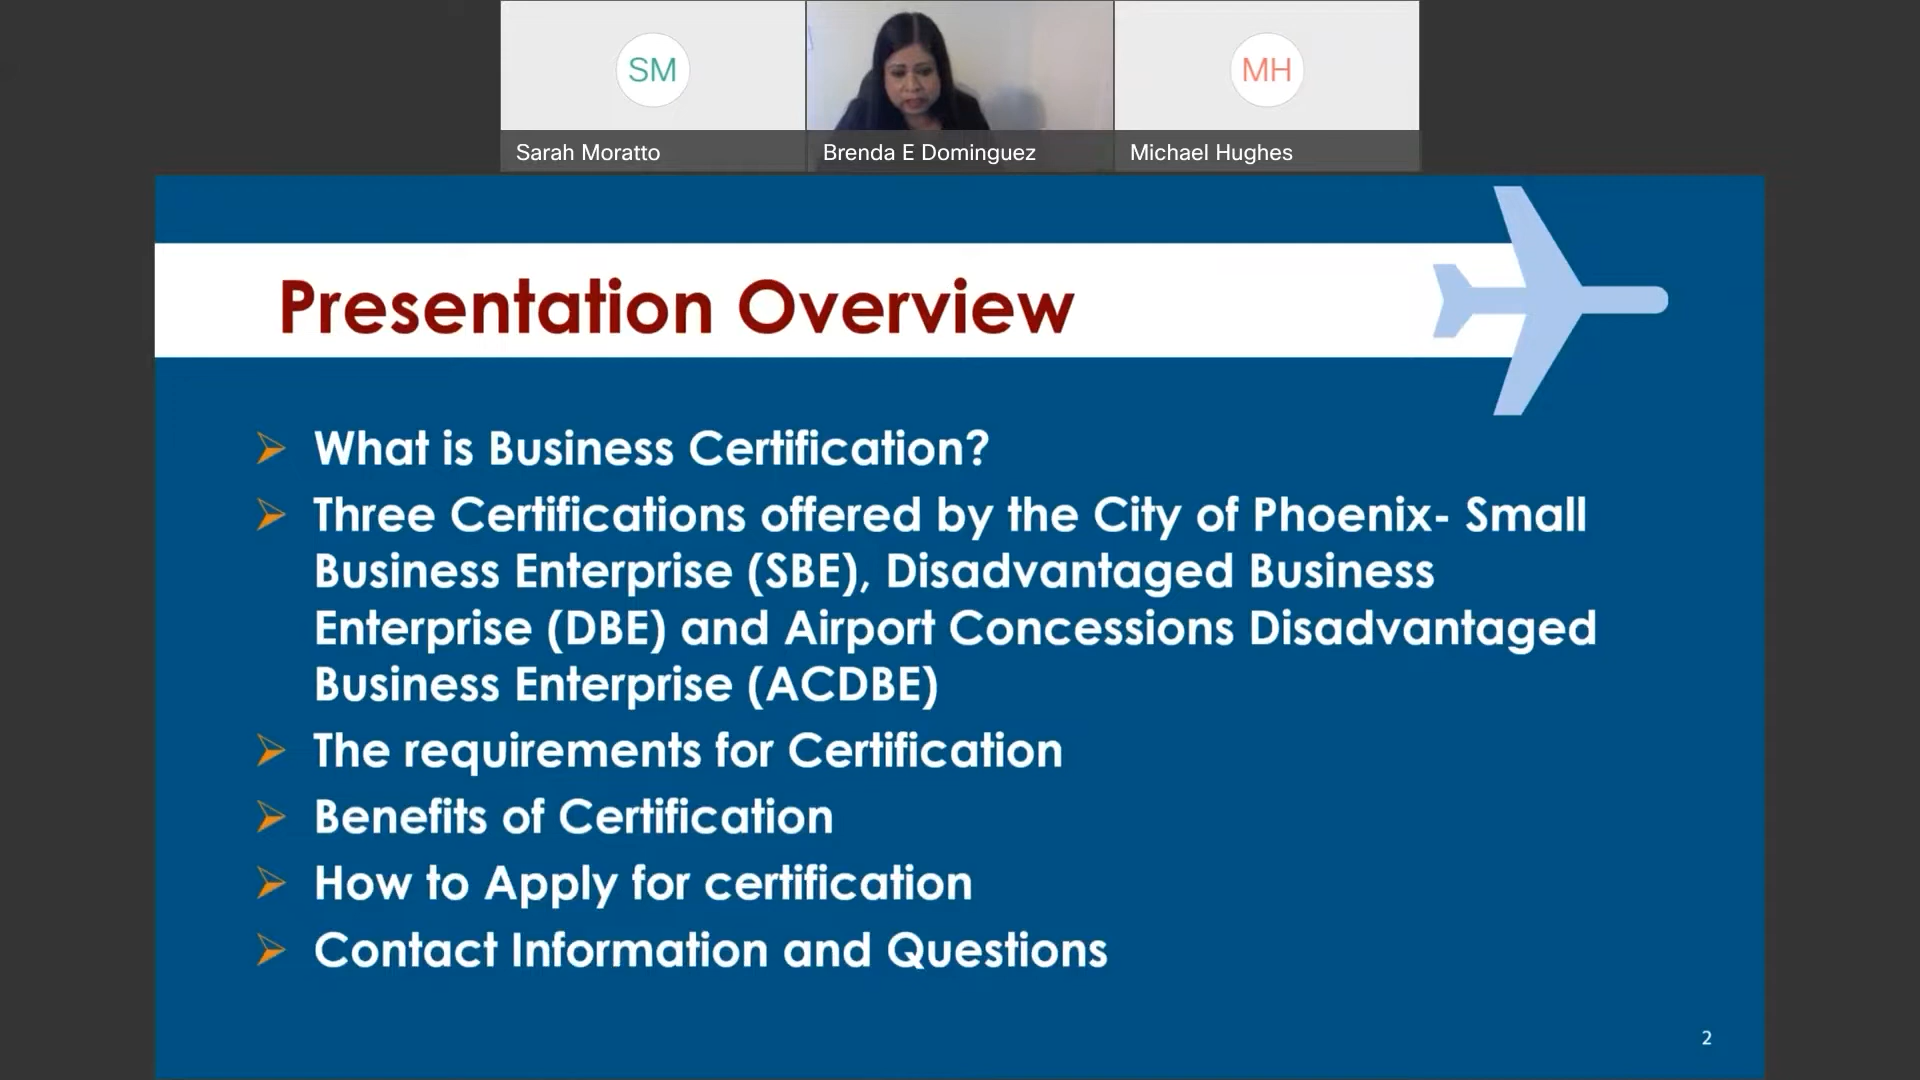 SM
MH
Sarah Moratto
Brenda E Dominguez
Michael Hughes
Presentation Overview
What is Business Certification?
Three Certifications offered by the City of Phoenix- Small
Business Enterprise (SBE), Disadvantaged Business
Enterprise (DBE) and Airport Concessions Disadvantaged
Business Enterprise (ACDBE)
The requirements for Certification
Benefits of Certification
How to Apply for certification
Contact Information and Questions
2